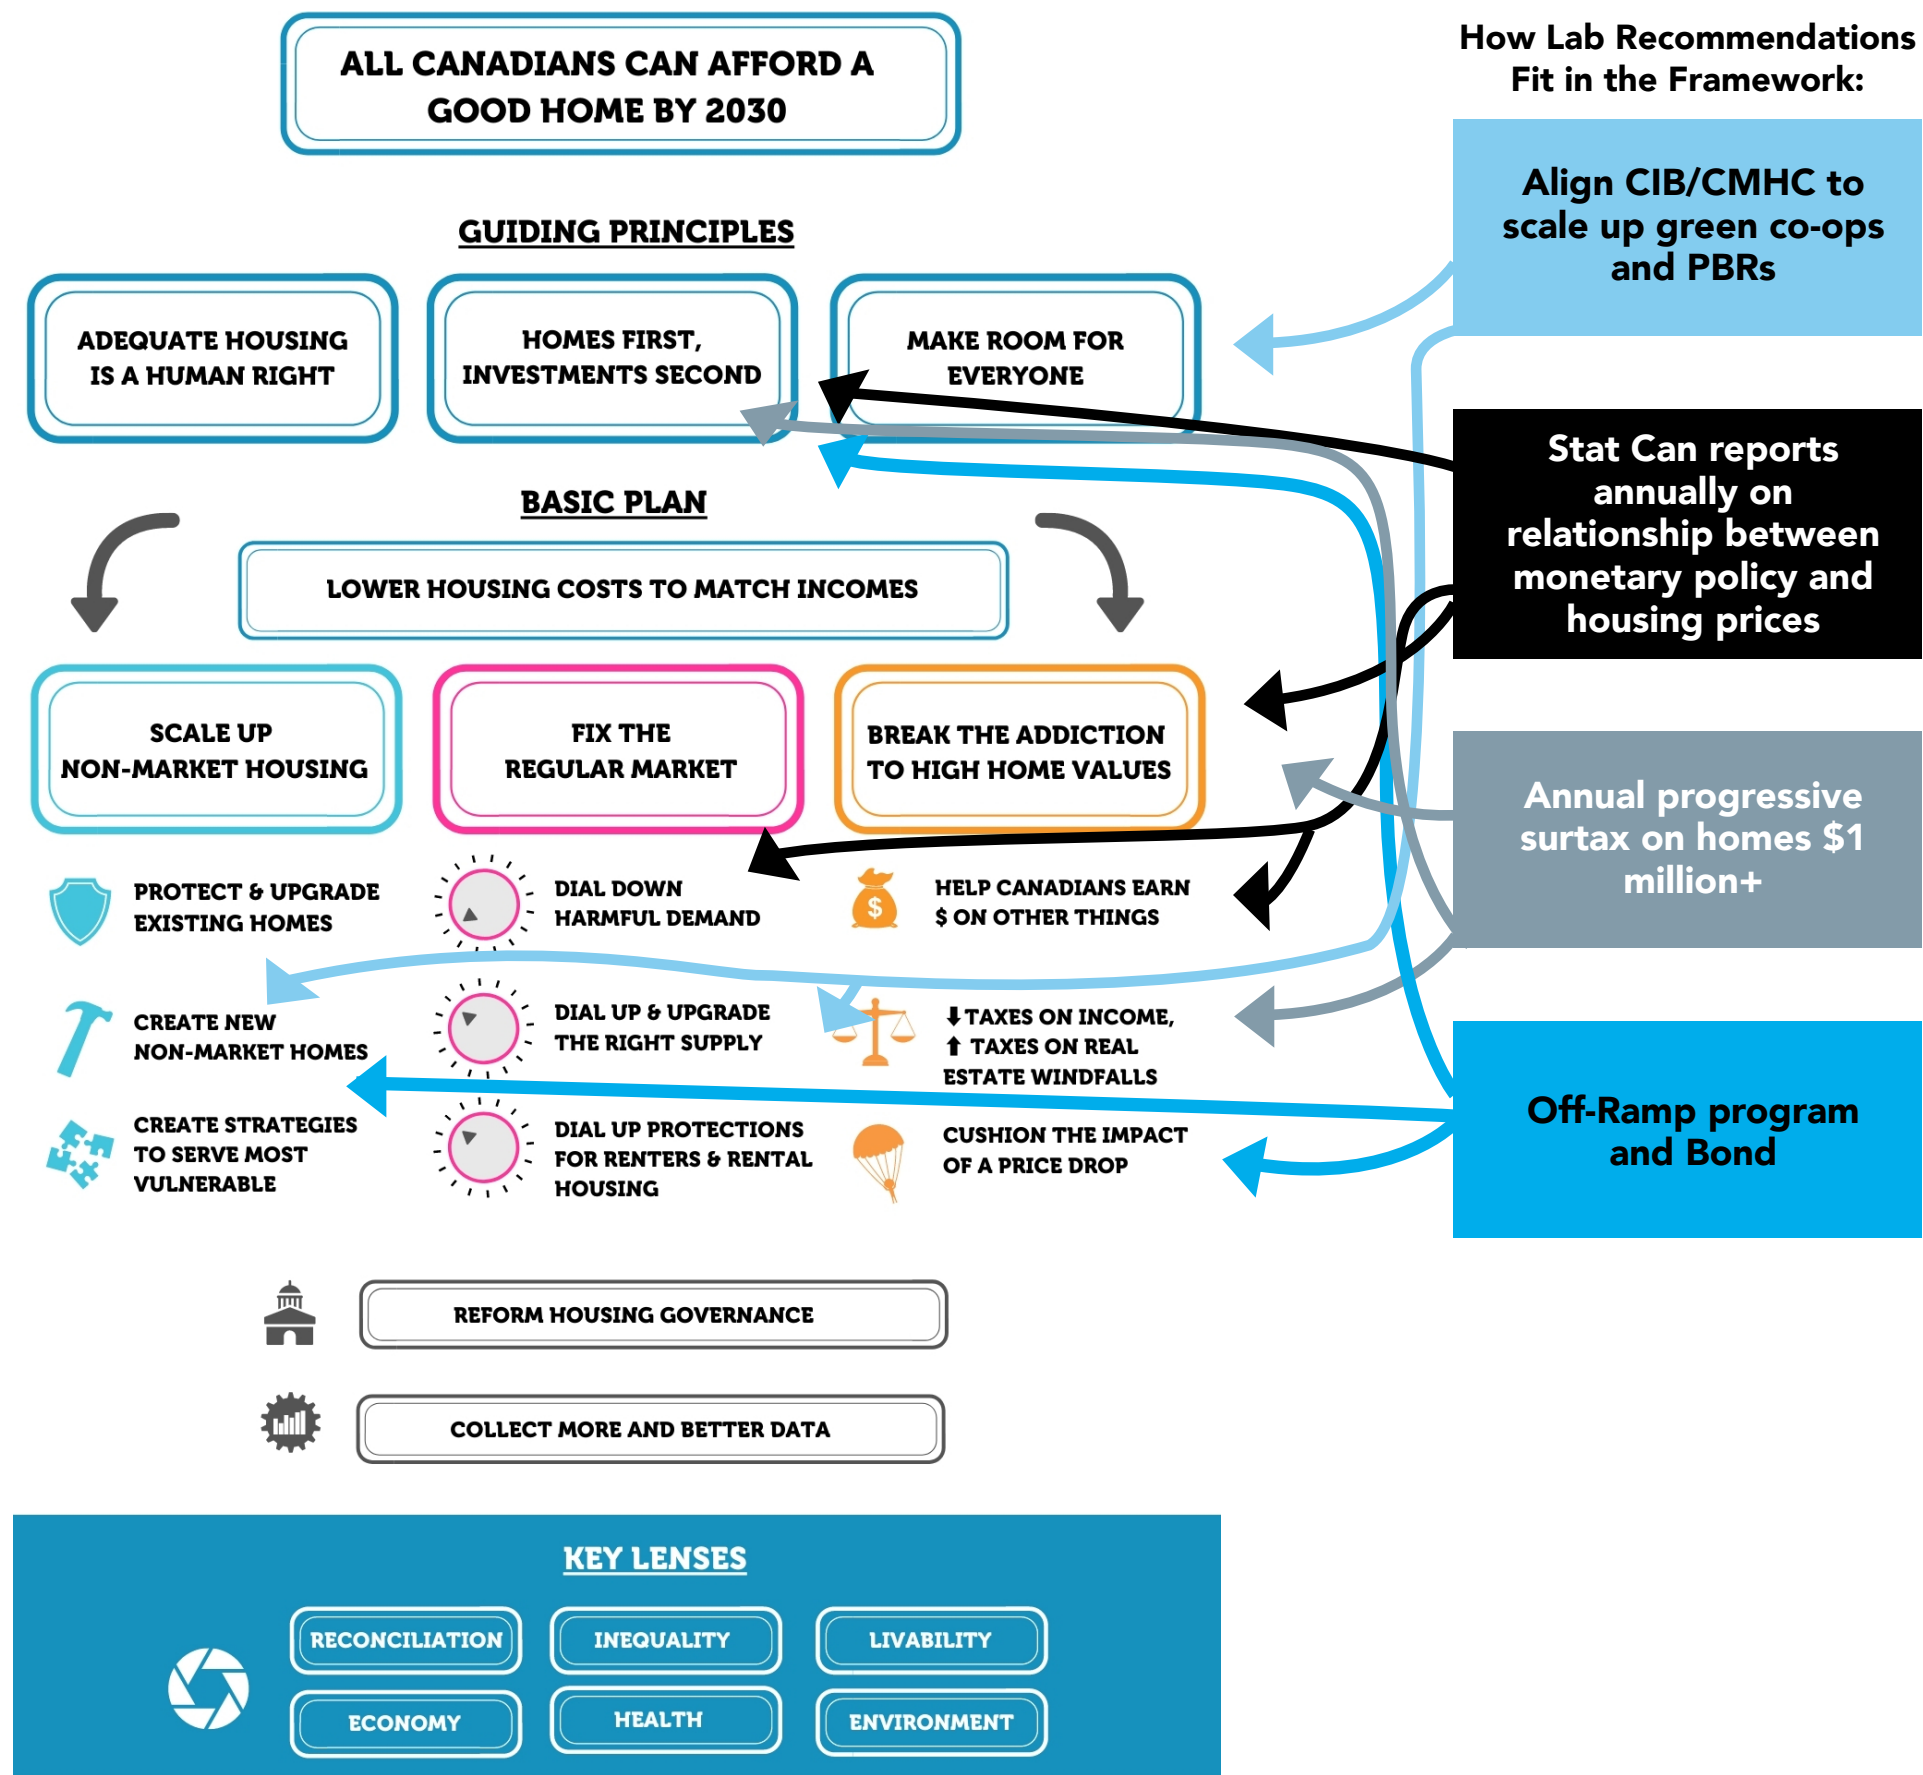 ALL CANADIANS CAN AFFORD A
GOOD HOME BY 2030
GUIDING PRINCIPLES
ADEQUATE HOUSING
IS A HUMAN RIGHT
HOMES FIRST,
INVESTMENTS SECOND
MAKE ROOM FOR
EVERYONE
BASIC PLAN
LOWER HOUSING COSTS TO MATCH INCOMES
SCALE UP
NON-MARKET HOUSING
FIX THE
REGULAR MARKET
BREAK THE ADDICTION
TO HIGH HOME VALUES
PROTECT & UPGRADE
EXISTING HOMES
CREATE NEW
NON-MARKET HOMES
CREATE STRATEGIES
TO SERVE MOST
VULNERABLE
DIAL DOWN
HARMFUL DEMAND
DIAL UP & UPGRADE
THE RIGHT SUPPLY
DIAL UP PROTECTIONS
FOR RENTERS & RENTAL
HOUSING
$
HELP CANADIANS EARN
$ ON OTHER THINGS
⬇ TAXES ON INCOME,
⬆ TAXES ON REAL
ESTATE WINDFALLS
CUSHION THE IMPACT
OF A PRICE DROP
REFORM HOUSING GOVERNANCE
COLLECT MORE AND BETTER DATA
KEY LENSES
RECONCILIATION
INEQUALITY
LIVABILITY
ECONOMY
HEALTH
ENVIRONMENT
How Lab Recommendations
Fit in the Framework:
Align CIB/CMHC to
scale up green co-ops
and PBRs
Stat Can reports
annually on
relationship between
monetary policy and
housing prices
Annual progressive
surtax on homes $1
million+
Off-Ramp program
and Bond